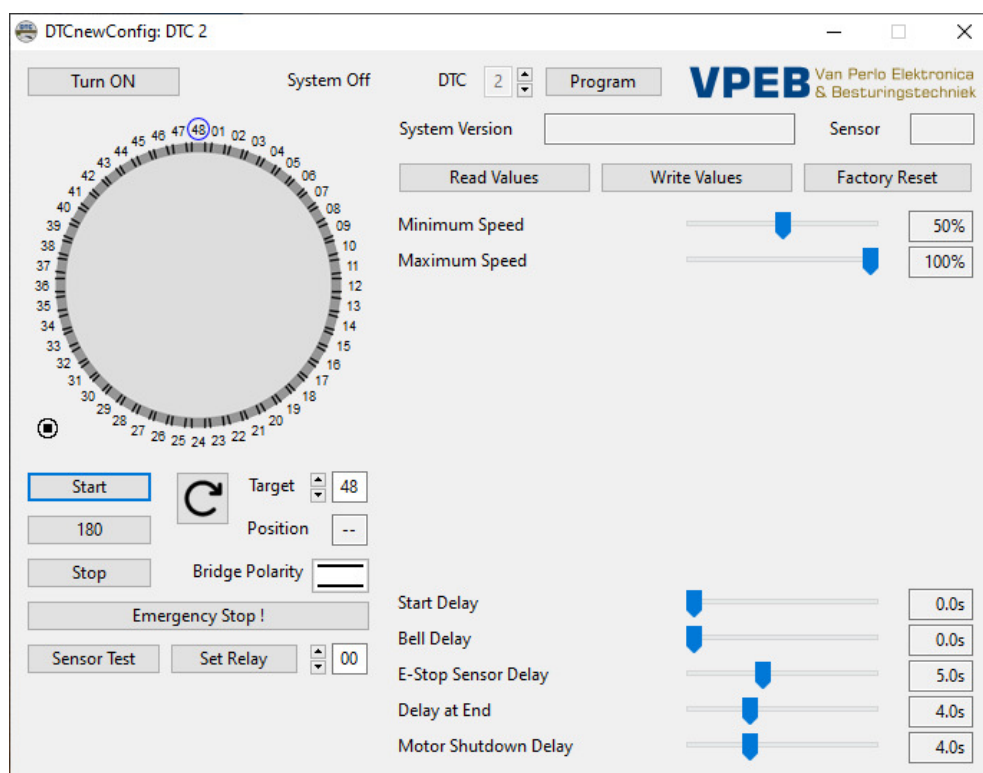 DTCnewConfig: DTC 2
Turn ON
System Off
DTC
2
Program
VPEB
Van Perlo Elektronica
& Besturingstechniek
System Version
Sensor
Read Values
Write Values
Factory Reset
Minimum Speed
50%
Maximum Speed
100%
48
01
02
03
04
05
06
07
08
09
10
11
12
13
14
15
16
17
18
19
20
21
22
23
24
25
26
27
28
29
30
31
32
33
34
35
36
37
38
39
40
41
42
43
44
45
46
47
Start
Target
48
180
Position
--
Stop
Bridge Polarity
Emergency Stop !
Sensor Test
Set Relay
00
Start Delay
0.0s
Bell Delay
0.0s
E-Stop Sensor Delay
5.0s
Delay at End
4.0s
Motor Shutdown Delay
4.0s